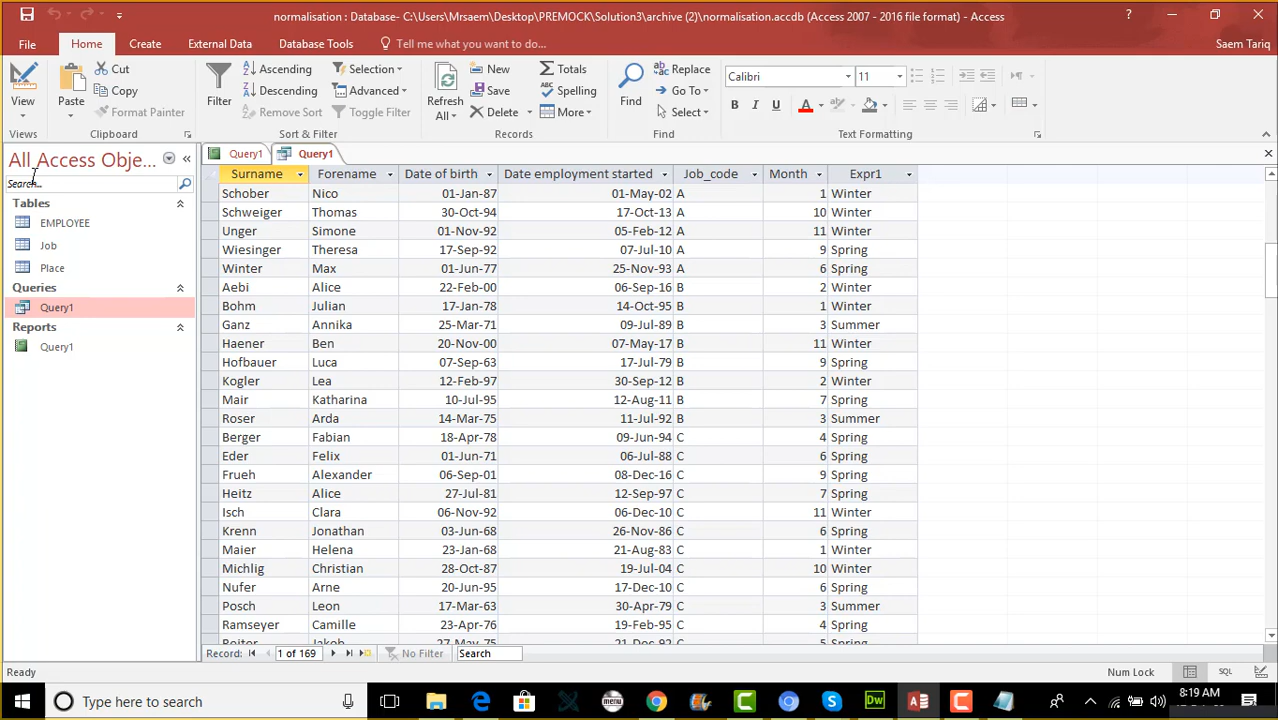 normalisation : Database- C:\Users\Mrsaem\Desktop\PREMOCK\Solution3\archive (2)\normalisation.accdb (Access 2007 - 2016 file format) - Access
File Home Create External Data Database Tools Tell me what you want to do... Saem Tariq
View
Views
Paste
Cut
Copy
Format Painter
Clipboard
Filter
Ascending
Descending
Remove Sort
Selection
Advanced
Toggle Filter
Sort & Filter
Refresh
All
New
Save
Delete
Totals
Spelling
More
Records
Find
Replace
Go To
Select
Find
Calibri 11
B I U A
Text Formatting
All Access Obje...
Search...
Tables
EMPLOYEE
Job
Place
Queries
Query1
Reports
Query1
Query1 Query1
Surname Forename Date of birth Date employment started Job_code Month Expr1
Schober Nico 01-Jan-87 01-May-02 A 1 Winter
Schweiger Thomas 30-Oct-94 17-Oct-13 A 10 Winter
Unger Simone 01-Nov-92 05-Feb-12 A 11 Winter
Wiesinger Theresa 17-Sep-92 07-Jul-10 A 9 Spring
Winter Max 01-Jun-77 25-Nov-93 A 6 Spring
Aebi Alice 22-Feb-00 06-Sep-16 B 2 Winter
Bohm Julian 17-Jan-78 14-Oct-95 B 1 Winter
Ganz Annika 25-Mar-71 09-Jul-89 B 3 Summer
Haener Ben 20-Nov-00 07-May-17 B 11 Winter
Hofbauer Luca 07-Sep-63 17-Jul-79 B 9 Spring
Kogler Lea 12-Feb-97 30-Sep-12 B 2 Winter
Mair Katharina 10-Jul-95 12-Aug-11 B 7 Spring
Roser Arda 14-Mar-75 11-Jul-92 B 3 Summer
Berger Fabian 18-Apr-78 09-Jun-94 C 4 Spring
Eder Felix 01-Jun-71 06-Jul-88 C 6 Spring
Frueh Alexander 06-Sep-01 08-Dec-16 C 9 Spring
Heitz Alice 27-Jul-81 12-Sep-97 C 7 Spring
Isch Clara 06-Nov-92 06-Dec-10 C 11 Winter
Krenn Jonathan 03-Jun-68 26-Nov-86 C 6 Spring
Maier Helena 23-Jan-68 21-Aug-83 C 1 Winter
Michlig Christian 28-Oct-87 19-Jul-04 C 10 Winter
Nufer Arne 20-Jun-95 17-Dec-10 C 6 Spring
Posch Leon 17-Mar-63 30-Apr-79 C 3 Summer
Ramseyer Camille 23-Apr-76 19-Feb-95 C 4 Spring
Reiter Jakob 27-May-75 21-Dec-92 C 5 Spring
Record: 1 of 169 No Filter Search
Ready Num Lock SQL
Type here to search menu Dw 8:19 AM